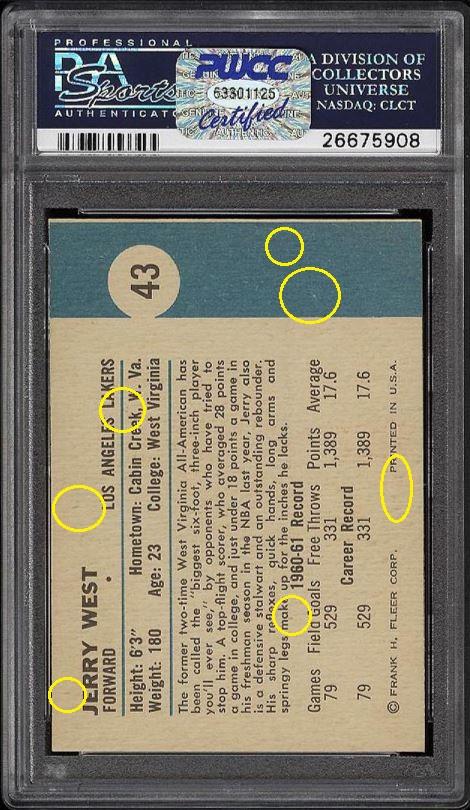 PROFESSIONAL
PSA
Sports
AUTHENTICATO
PWCC
63301125
Certified
A DIVISION OF
COLLECTORS
UNIVERSE
NASDAQ: CLCT
26675908
43
JERRY WEST
FORWARD LOS ANGELES LAKERS
Height: 6'3" Hometown: Cabin Creek, W. Va.
Weight: 180 Age: 23 College: West Virginia
The former two-time West Virginia All-American has
been called the "biggest six-foot, three-inch player
you'll ever see," by opponents who have tried to
stop him. A top-flight scorer, who averaged 28 points
a game in college, and just under 18 points a game in
his freshman season in the NBA last year, Jerry also
is a defensive stalwart and an outstanding rebounder.
His sharp reflexes, quick hands, long arms and
springy legs make up for the inches he lacks.
1960-61 Record
Games Field Goals Free Throws Points Average
79 529 331 1,389 17.6
Career Record
79 529 331 1,389 17.6
© FRANK H. FLEER CORP. PRINTED IN U.S.A.